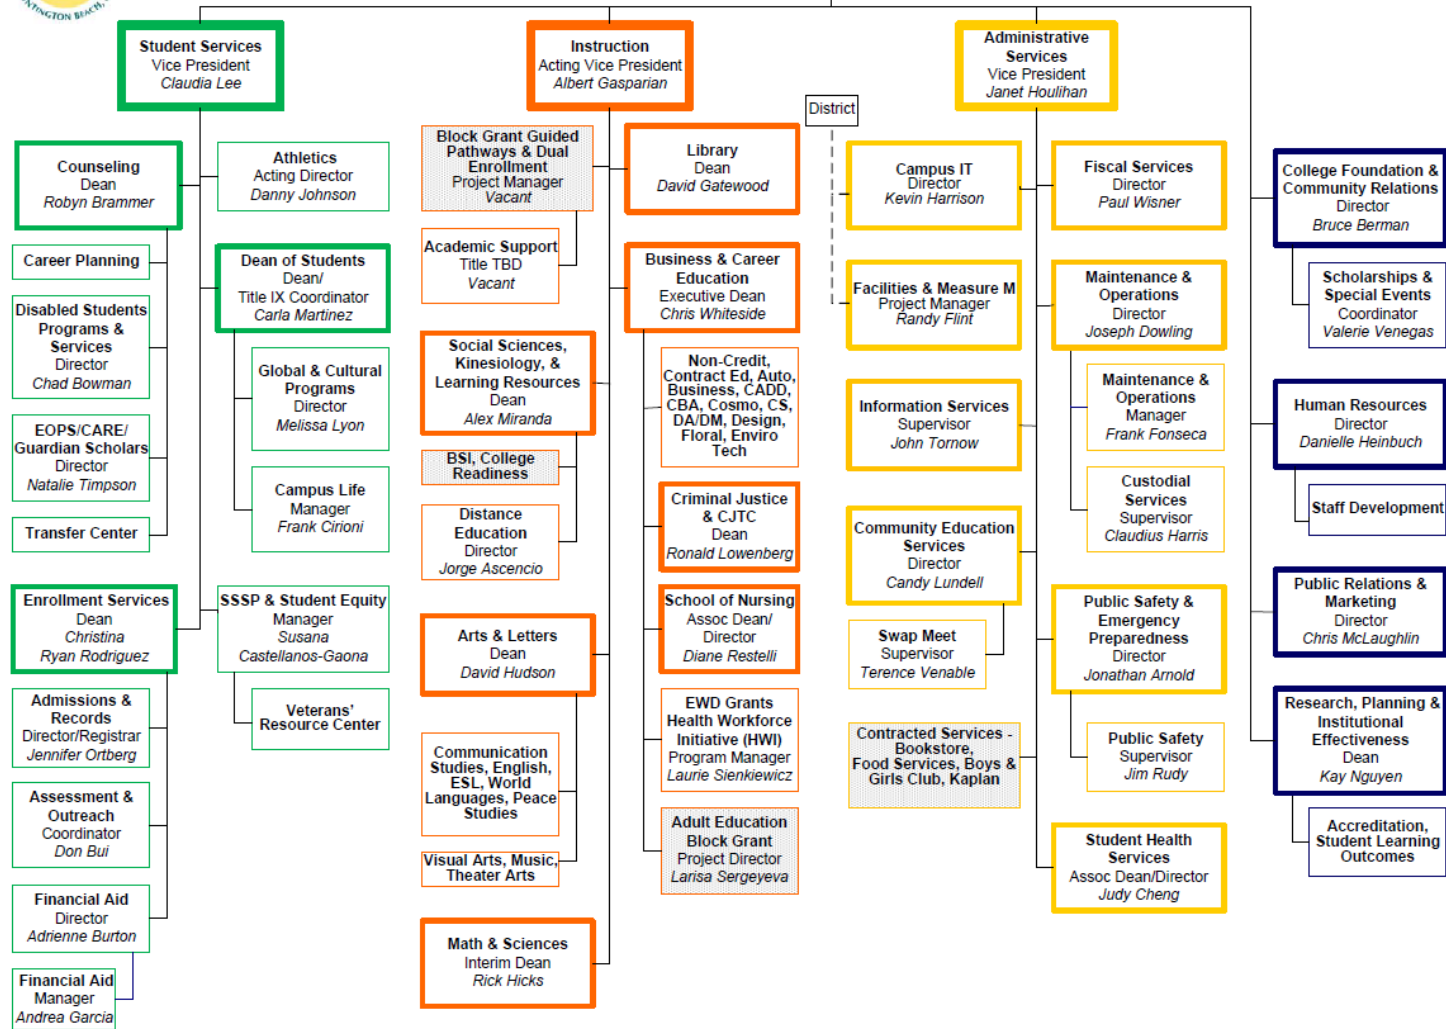 HUNTINGTON BEACH,
Student Services
Vice President
Claudia Lee
Counseling
Dean
Robyn Brammer
Athletics
Acting Director
Danny Johnson
Career Planning
Disabled Students
Programs &
Services
Director
Chad Bowman
EOPS/CARE/
Guardian Scholars
Director
Natalie Timpson
Transfer Center
Dean of Students
Dean/
Title IX Coordinator
Carla Martinez
Global & Cultural
Programs
Director
Melissa Lyon
Campus Life
Manager
Frank Cirioni
Enrollment Services
Dean
Christina
Ryan Rodriguez
SSSP & Student Equity
Manager
Susana
Castellanos-Gaona
Veterans'
Resource Center
Admissions &
Records
Director/Registrar
Jennifer Ortberg
Assessment &
Outreach
Coordinator
Don Bui
Financial Aid
Director
Adrienne Burton
Financial Aid
Manager
Andrea Garcia
Instruction
Acting Vice President
Albert Gasparian
Block Grant Guided
Pathways & Dual
Enrollment
Project Manager
Vacant
Academic Support
Title TBD
Vacant
Library
Dean
David Gatewood
Business & Career
Education
Executive Dean
Chris Whiteside
Social Sciences,
Kinesiology, &
Learning Resources
Dean
Alex Miranda
BSI, College
Readiness
Distance
Education
Director
Jorge Ascencio
Non-Credit,
Contract Ed, Auto,
Business, CADD,
CBA, Cosmo, CS,
DA/DM, Design,
Floral, Enviro
Tech
Criminal Justice
& CJTC
Dean
Ronald Lowenberg
School of Nursing
Assoc Dean/
Director
Diane Restelli
Arts & Letters
Dean
David Hudson
Communication
Studies, English,
ESL, World
Languages, Peace
Studies
Visual Arts, Music,
Theater Arts
EWD Grants
Health Workforce
Initiative (HWI)
Program Manager
Laurie Sienkiewicz
Adult Education
Block Grant
Project Director
Larisa Sergeyeva
Math & Sciences
Interim Dean
Rick Hicks
Administrative
Services
Vice President
Janet Houlihan
District
Campus IT
Director
Kevin Harrison
Fiscal Services
Director
Paul Wisner
Facilities & Measure M
Project Manager
Randy Flint
Maintenance &
Operations
Director
Joseph Dowling
Maintenance &
Operations
Manager
Frank Fonseca
Custodial
Services
Supervisor
Claudius Harris
Information Services
Supervisor
John Tornow
Community Education
Services
Director
Candy Lundell
Swap Meet
Supervisor
Terence Venable
Public Safety &
Emergency
Preparedness
Director
Jonathan Arnold
Public Safety
Supervisor
Jim Rudy
Contracted Services -
Bookstore,
Food Services, Boys &
Girls Club, Kaplan
Student Health
Services
Assoc Dean/Director
Judy Cheng
College Foundation &
Community Relations
Director
Bruce Berman
Scholarships &
Special Events
Coordinator
Valerie Venegas
Human Resources
Director
Danielle Heinbuch
Staff Development
Public Relations &
Marketing
Director
Chris McLaughlin
Research, Planning &
Institutional
Effectiveness
Dean
Kay Nguyen
Accreditation,
Student Learning
Outcomes